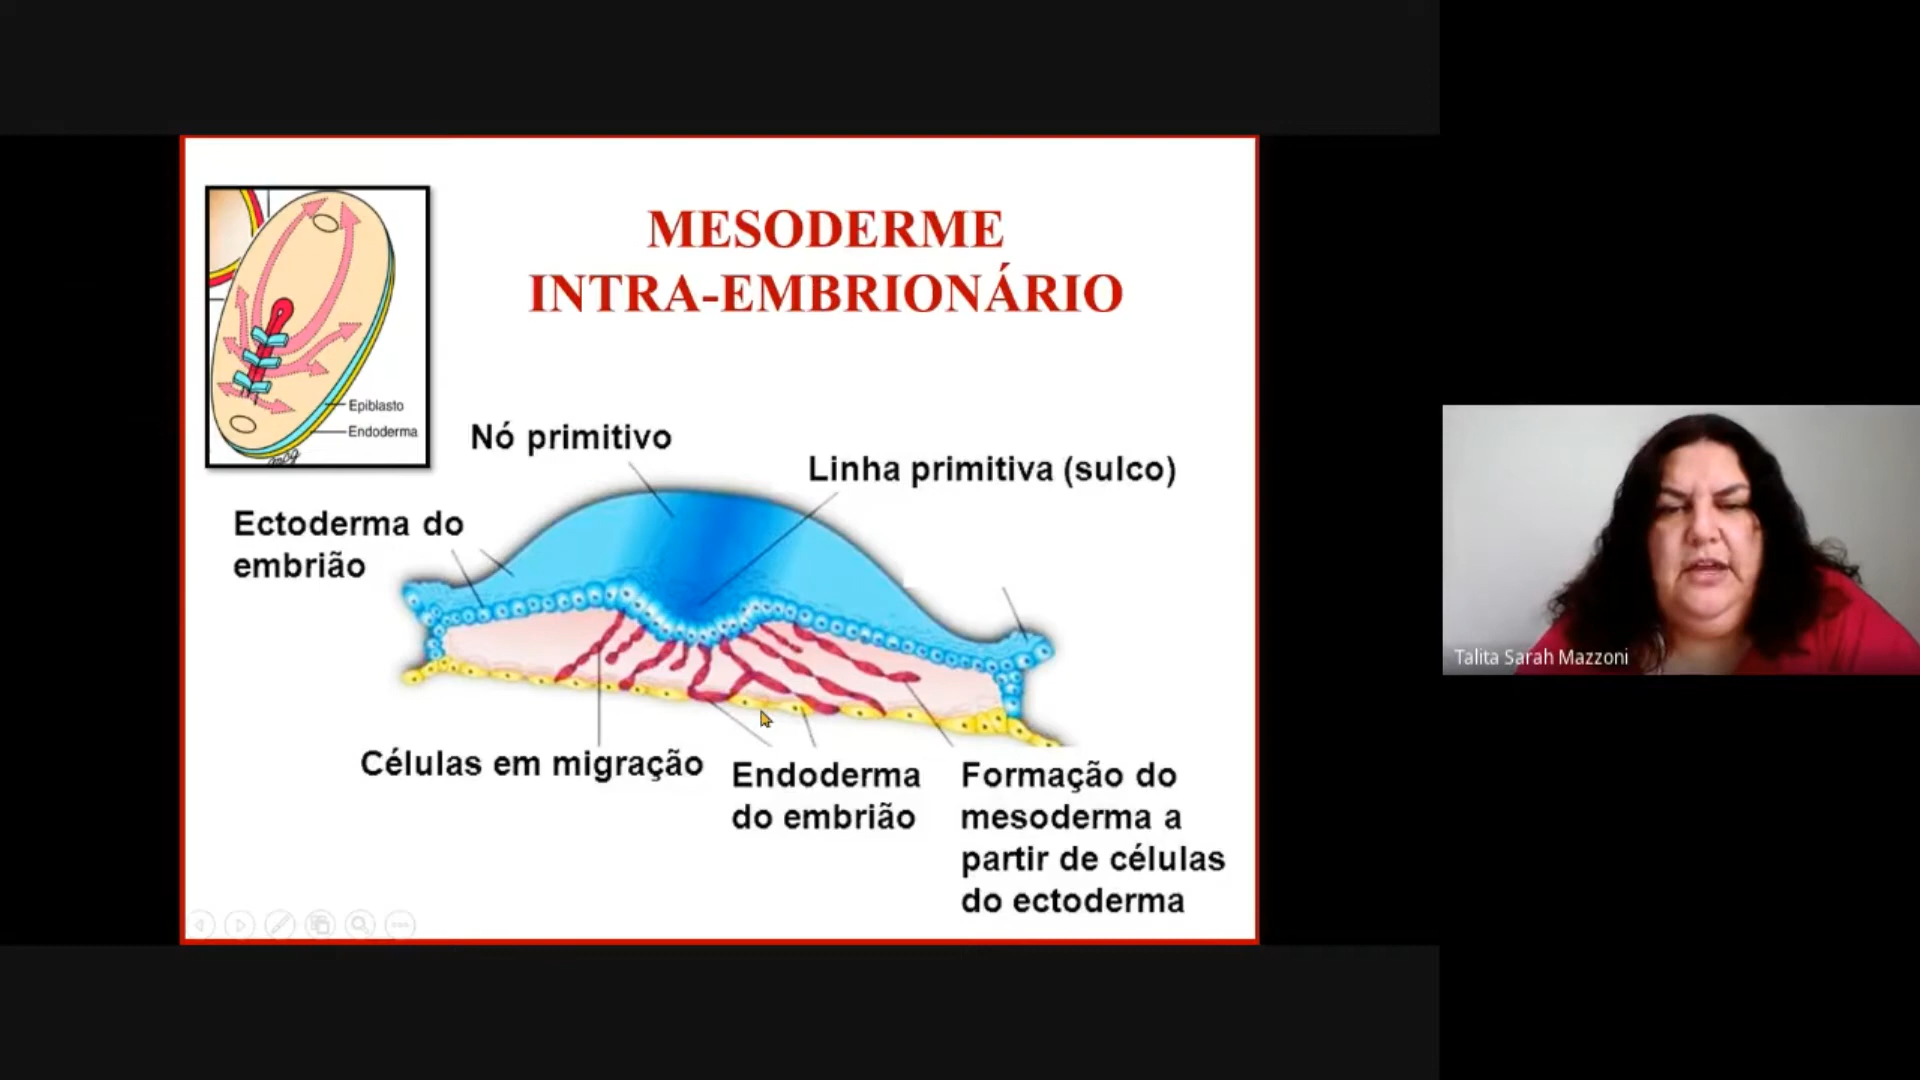 MESODERME
INTRA-EMBRIONÁRIO
Epiblasto
Endoderma
Nó primitivo
Linha primitiva (sulco)
Ectoderma do
embrião
Células em migração
Endoderma
do embrião
Formação do
mesoderma a
partir de células
do ectoderma
Talita Sarah Mazzoni